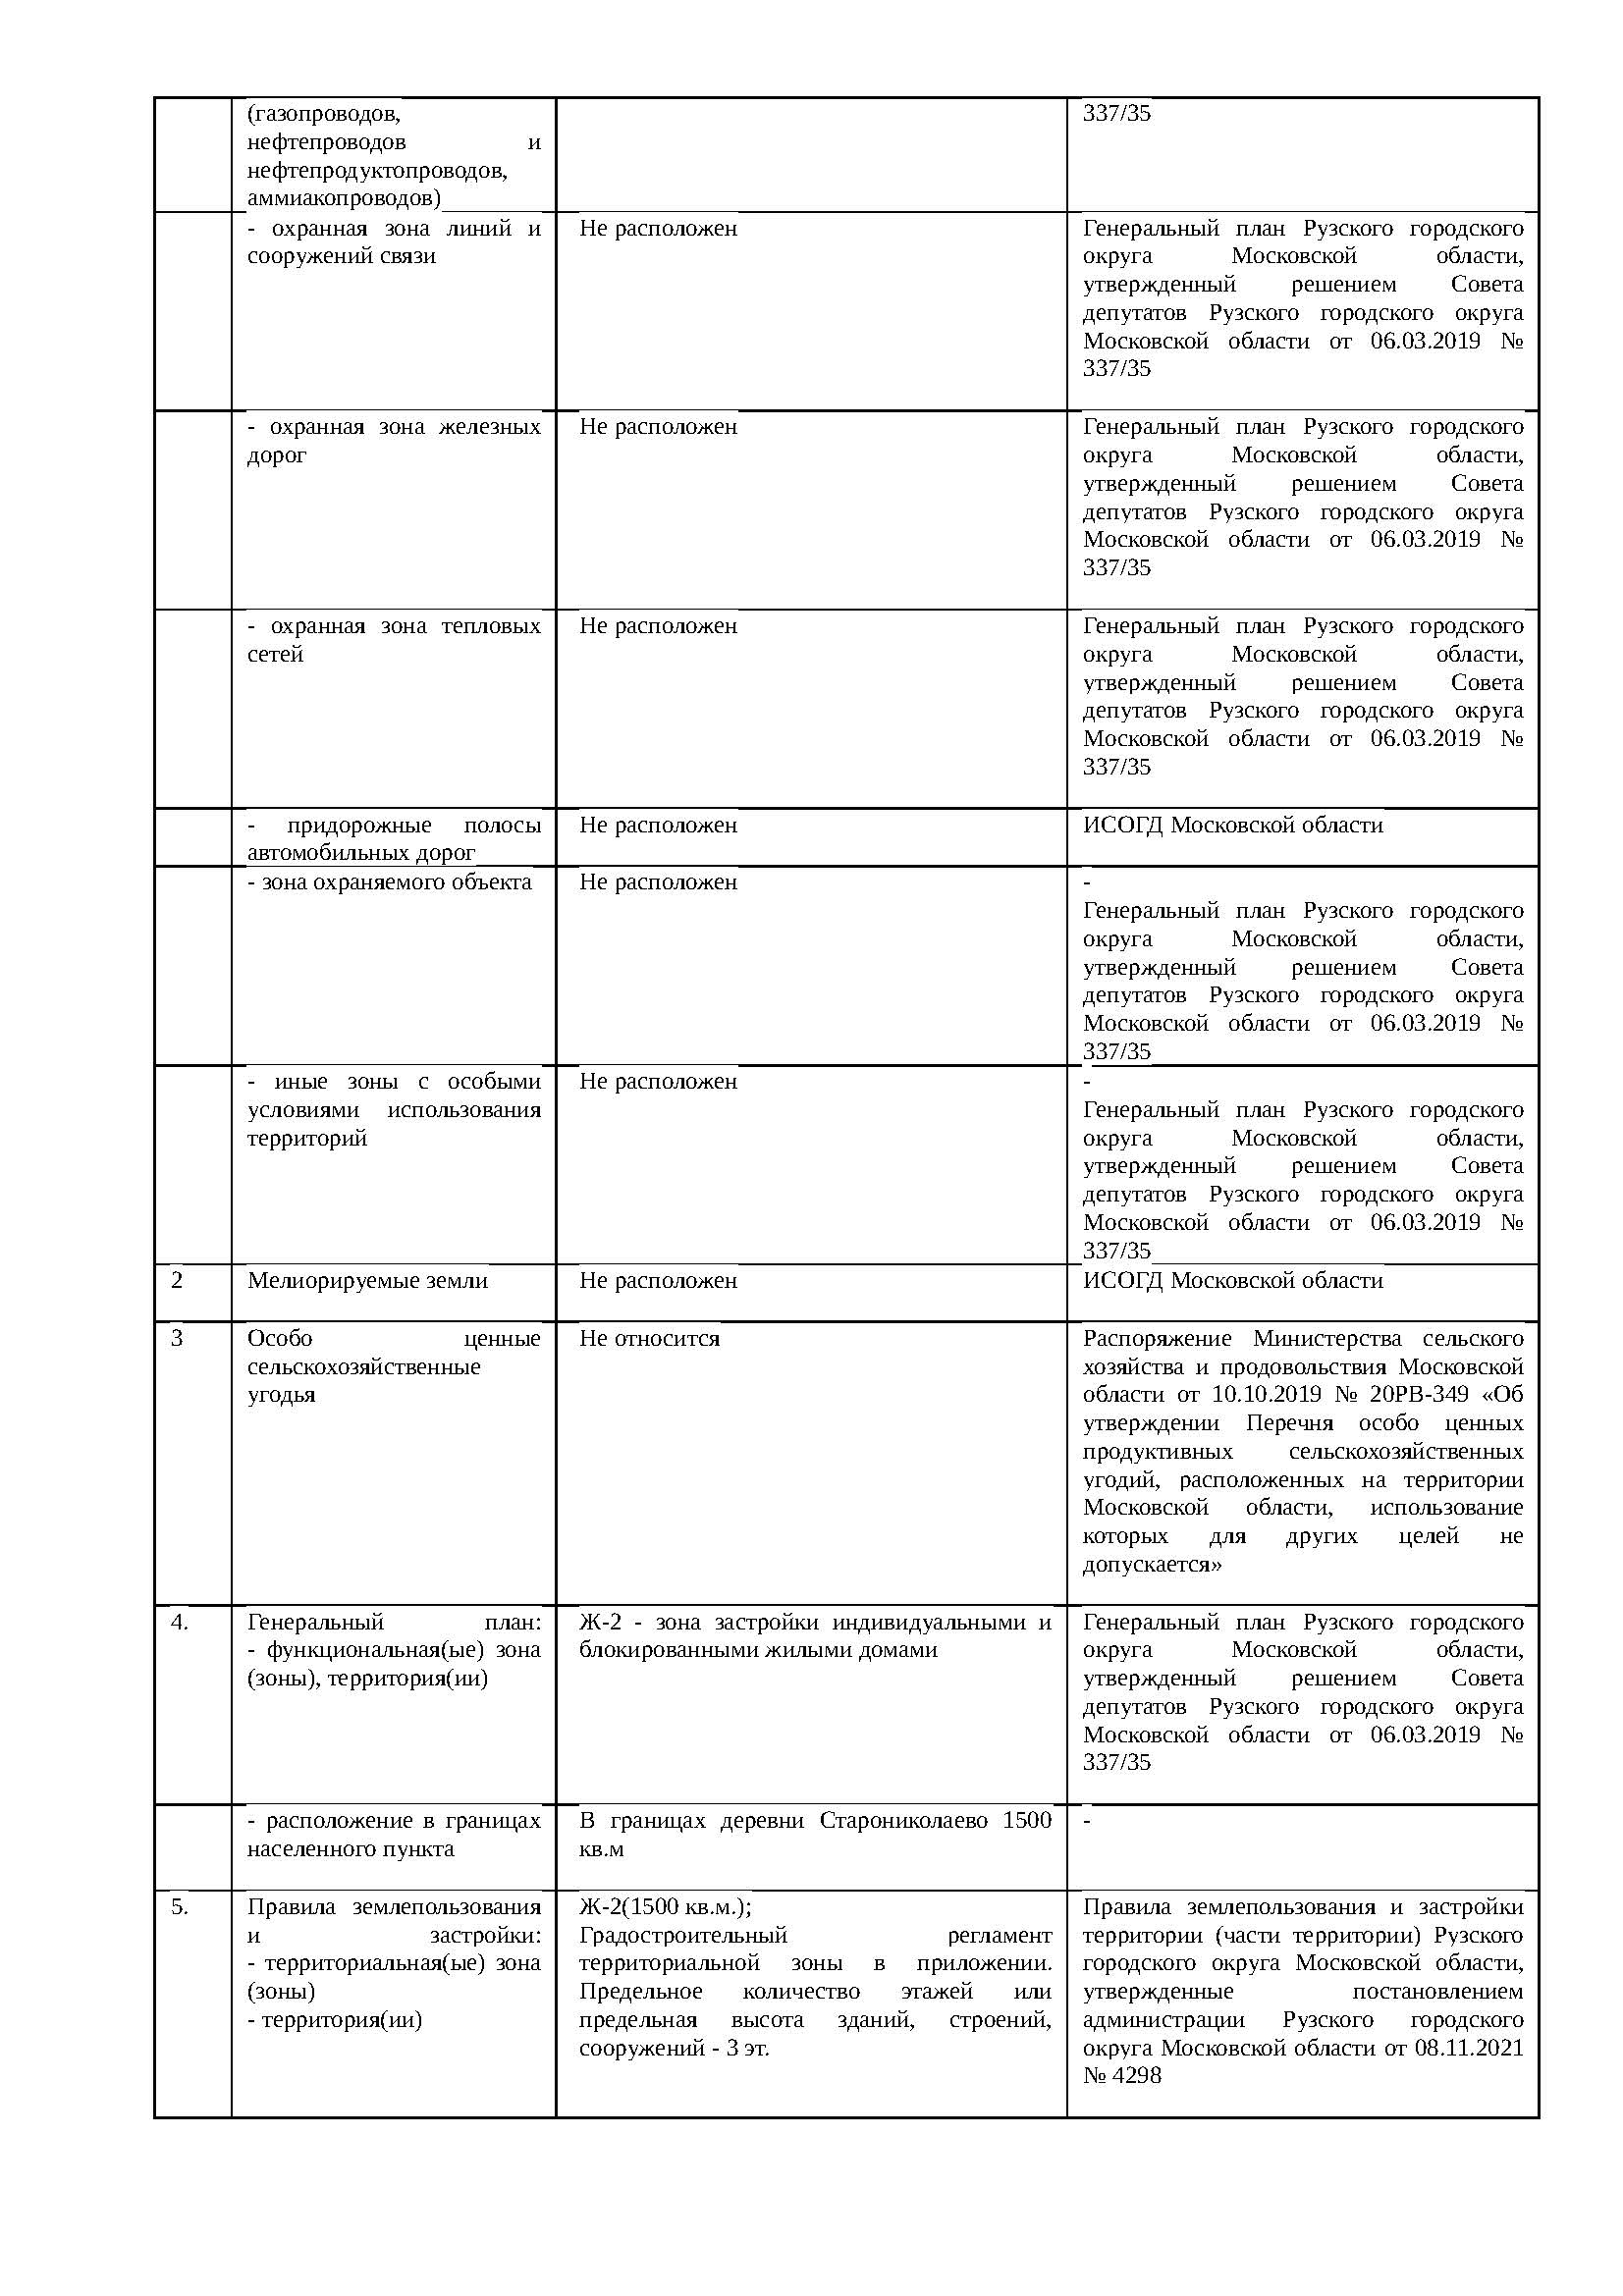 (газопроводов,
нефтепроводов и
нефтепродуктопроводов,
аммиакопроводов)
337/35
- охранная зона линий и
сооружений связи
Не расположен
Генеральный план Рузского городского
округа Московской области,
утвержденный решением Совета
депутатов Рузского городского округа
Московской области от 06.03.2019 №
337/35
- охранная зона железных
дорог
Не расположен
Генеральный план Рузского городского
округа Московской области,
утвержденный решением Совета
депутатов Рузского городского округа
Московской области от 06.03.2019 №
337/35
- охранная зона тепловых
сетей
Не расположен
Генеральный план Рузского городского
округа Московской области,
утвержденный решением Совета
депутатов Рузского городского округа
Московской области от 06.03.2019 №
337/35
- придорожные полосы
автомобильных дорог
Не расположен
ИСОГД Московской области
- зона охраняемого объекта
Не расположен
-
Генеральный план Рузского городского
округа Московской области,
утвержденный решением Совета
депутатов Рузского городского округа
Московской области от 06.03.2019 №
337/35
- иные зоны с особыми
условиями использования
территорий
Не расположен
-
Генеральный план Рузского городского
округа Московской области,
утвержденный решением Совета
депутатов Рузского городского округа
Московской области от 06.03.2019 №
337/35
2
Мелиорируемые земли
Не расположен
ИСОГД Московской области
3
Особо ценные
сельскохозяйственные
угодья
Не относится
Распоряжение Министерства сельского
хозяйства и продовольствия Московской
области от 10.10.2019 № 20РВ-349 «Об
утверждении Перечня особо ценных
продуктивных сельскохозяйственных
угодий, расположенных на территории
Московской области, использование
которых для других целей не
допускается»
4.
Генеральный план:
- функциональная(ые) зона
(зоны), территория(ии)
Ж-2 - зона застройки индивидуальными и
блокированными жилыми домами
Генеральный план Рузского городского
округа Московской области,
утвержденный решением Совета
депутатов Рузского городского округа
Московской области от 06.03.2019 №
337/35
- расположение в границах
населенного пункта
В границах деревни Старониколаево 1500
кв.м
-
5.
Правила землепользования
и застройки:
- территориальная(ые) зона
(зоны)
- территория(ии)
Ж-2(1500 кв.м.);
Градостроительный регламент
территориальной зоны в приложении.
Предельное количество этажей или
предельная высота зданий, строений,
сооружений - 3 эт.
Правила землепользования и застройки
территории (части территории) Рузского
городского округа Московской области,
утвержденные постановлением
администрации Рузского городского
округа Московской области от 08.11.2021
№ 4298